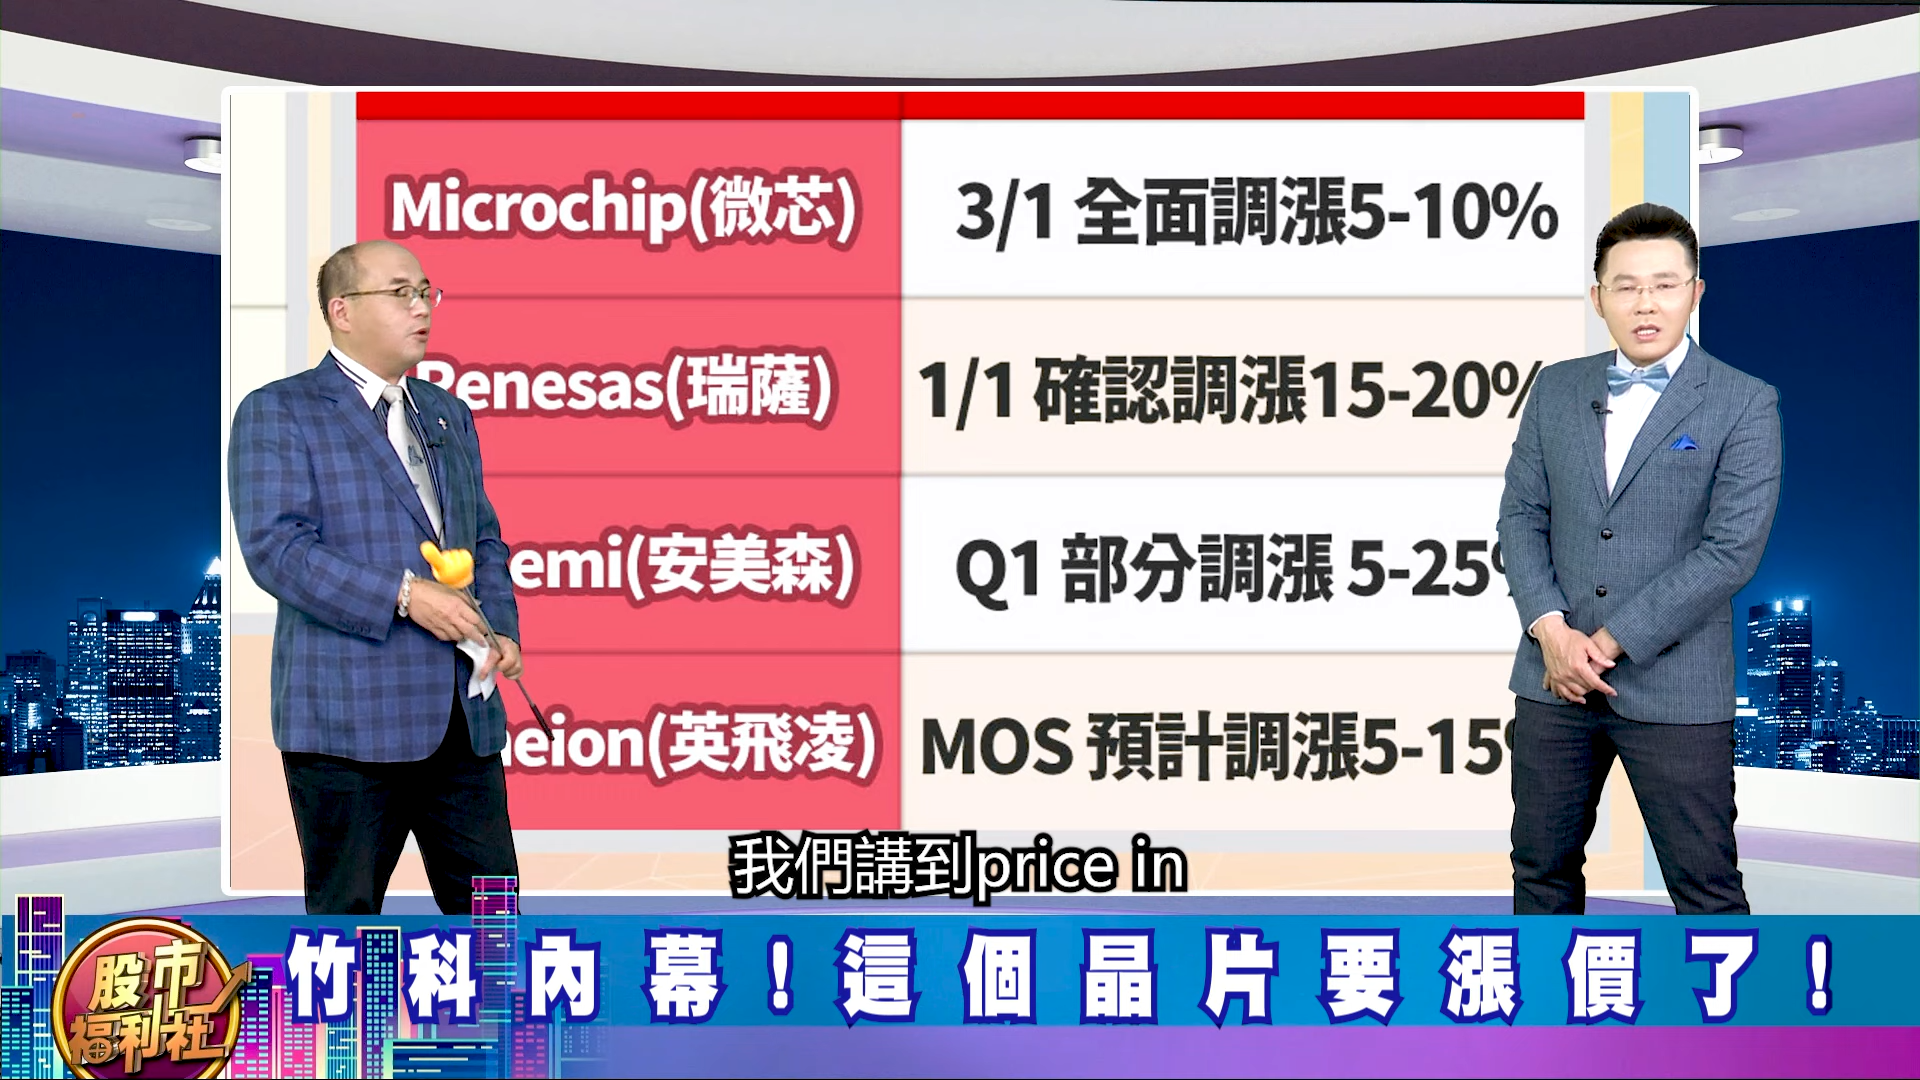 Microchip(微芯) 3/1 全面調漲5-10%
Renesas(瑞薩) 1/1 確認調漲15-20%
emi(安美森) Q1 部分調漲 5-25%
neion(英飛凌) MOS 預計調漲5-15%
我們講到price in
竹科內幕!這個晶片要漲價了!
股市
福利社